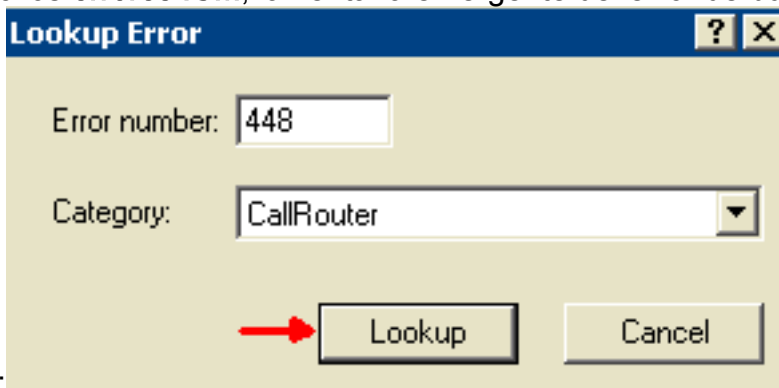 Lookup Error
Error number: 448
Category: CallRouter
Lookup Cancel
.